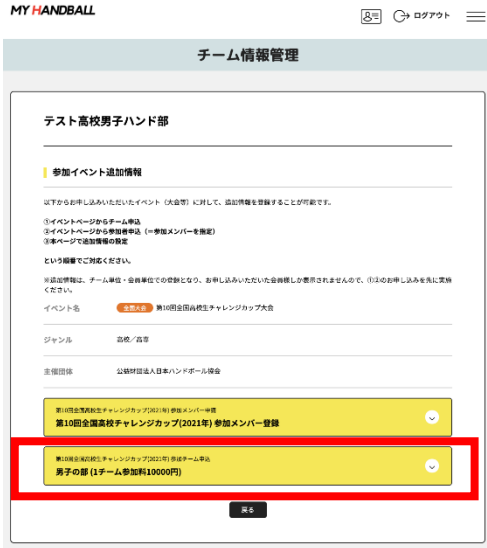 MY HANDBALL
ログアウト
チーム情報管理
テスト高校男子ハンド部
参加イベント追加情報
以下からお申し込みいただいたイベント（大会等）に対して、追加情報を登録することが可能です。
①イベントページからチーム申込
②イベントページから参加者申込（＝参加メンバーを指定）
③本ページで追加情報の設定
という順番でご対応ください。
※追加情報は、チーム単位・会員単位での登録となり、お申し込みいただいた会員様しか表示されませんので、①②のお申し込みを先に実施
ください。
イベント名 全国大会 第10回全国高校生チャレンジカップ大会
ジャンル 高校／高専
主催団体 公益財団法人日本ハンドボール協会
第10回全国高校生チャレンジカップ(2021年) 参加メンバー申請
第10回全国高校チャレンジカップ(2021年) 参加メンバー登録
第10回全国高校生チャレンジカップ(2021年) 参加チーム申込
男子の部 (1チーム参加料10000円)
戻る